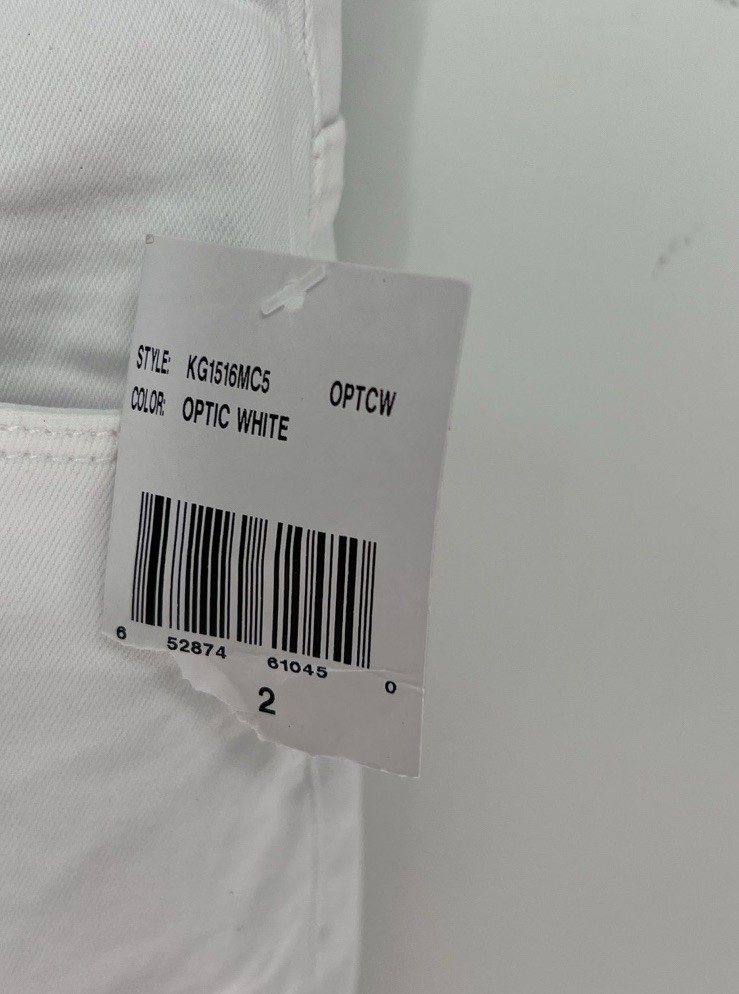 STYLE: KG1516MC5 OPTCW
COLOR: OPTIC WHITE
6 52874 61045 0
2